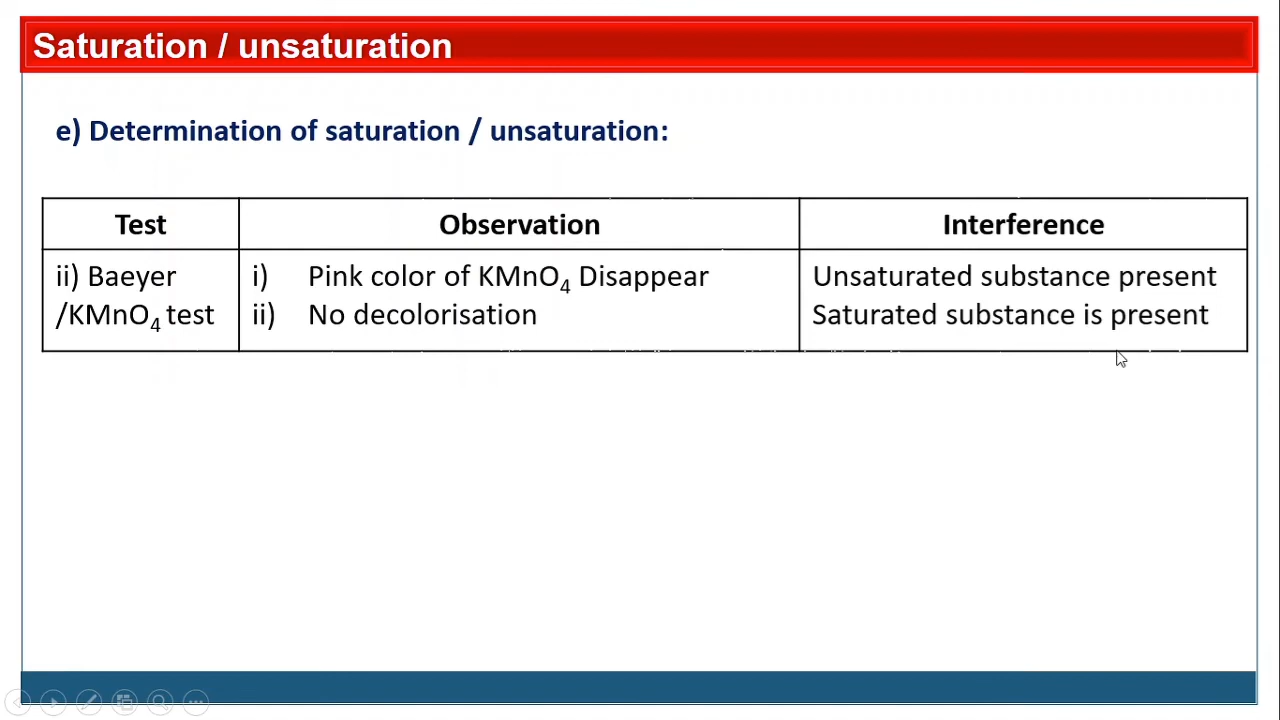 Saturation / unsaturation
e) Determination of saturation / unsaturation:
Test Observation Interference
ii) Baeyer i) Pink color of KMnO4 Disappear Unsaturated substance present
/KMnO4 test ii) No decolorisation Saturated substance is present